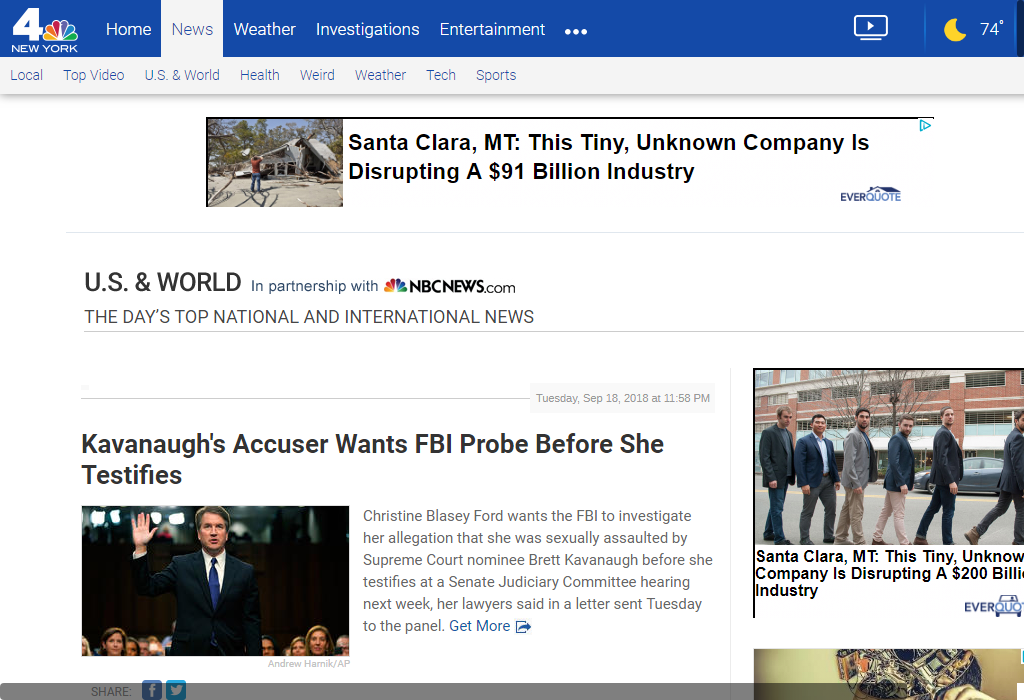 4
NEW YORK
Home News Weather Investigations Entertainment ••• 74°
Local Top Video U.S. & World Health Weird Weather Tech Sports
Santa Clara, MT: This Tiny, Unknown Company Is
Disrupting A $91 Billion Industry
EVERQUOTE
U.S. & WORLD In partnership with NBCNEWS.com
THE DAY'S TOP NATIONAL AND INTERNATIONAL NEWS
Tuesday, Sep 18, 2018 at 11:58 PM
Kavanaugh's Accuser Wants FBI Probe Before She
Testifies
Christine Blasey Ford wants the FBI to investigate
her allegation that she was sexually assaulted by
Supreme Court nominee Brett Kavanaugh before she
testifies at a Senate Judiciary Committee hearing
next week, her lawyers said in a letter sent Tuesday
to the panel. Get More
Andrew Harnik/AP
SHARE:
Santa Clara, MT: This Tiny, Unknow
Company Is Disrupting A $200 Billi
Industry
EVERQUO